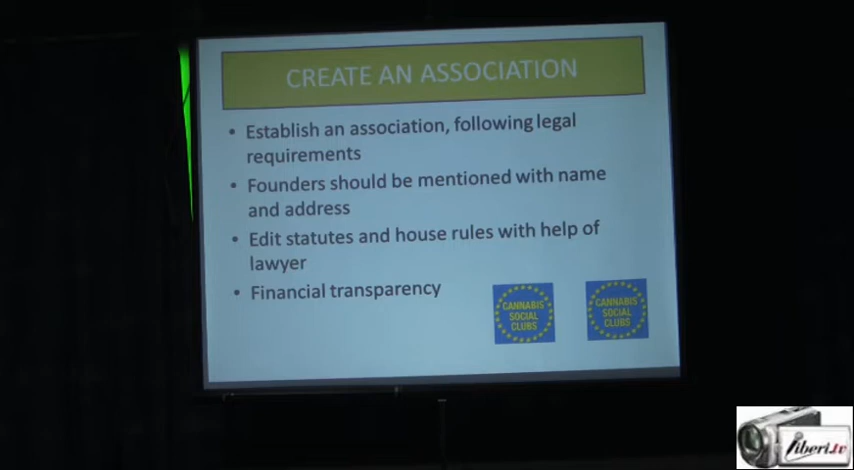 CREATE AN ASSOCIATION
• Establish an association, following legal
requirements
• Founders should be mentioned with name
and address
• Edit statutes and house rules with help of
lawyer
• Financial transparency
CANNABIS
SOCIAL
CLUBS
CANNABIS
SOCIAL
CLUBS
liberi.tv